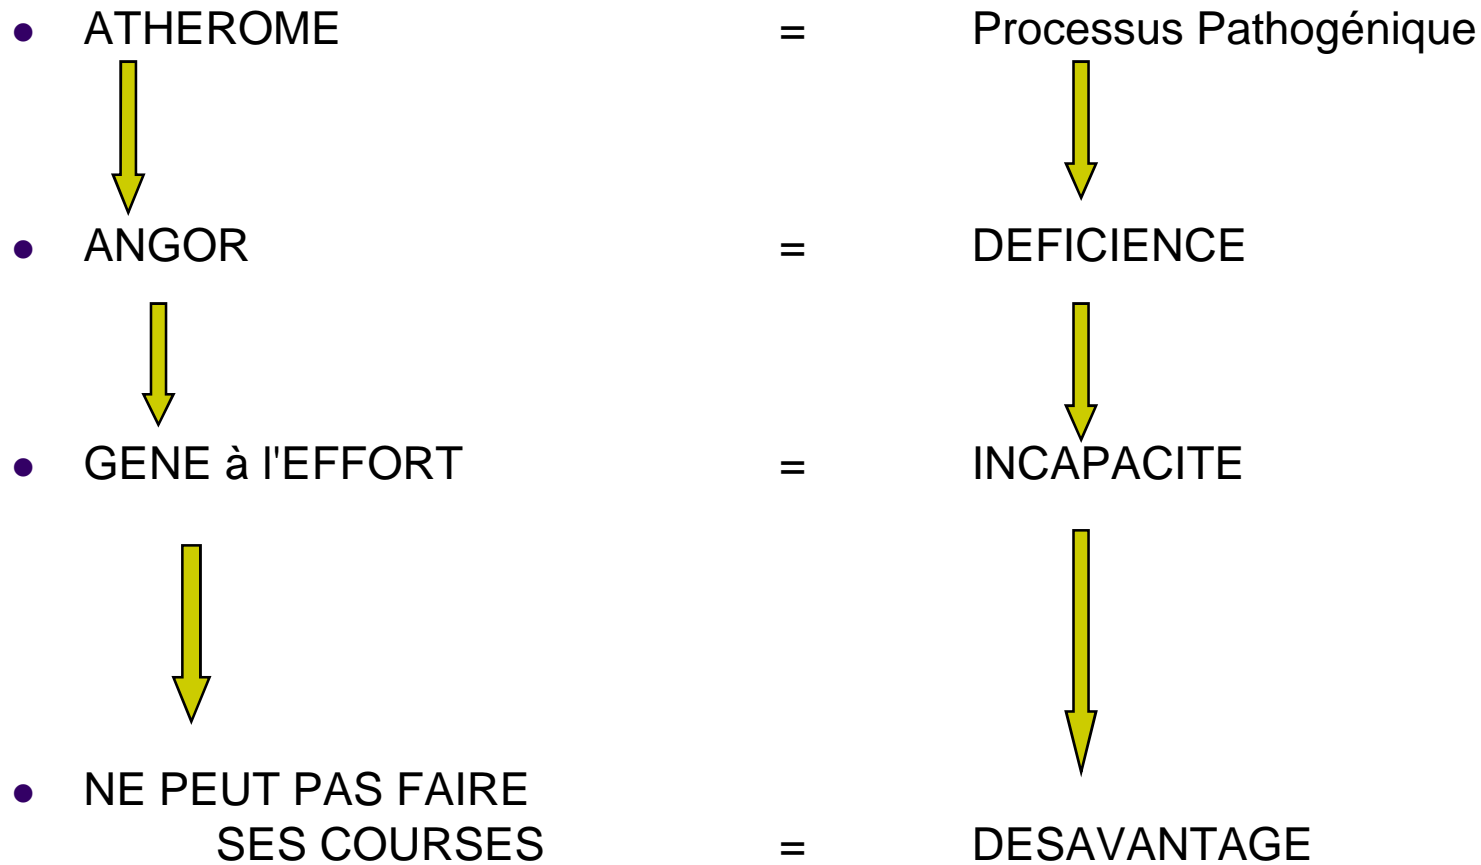 ● ATHEROME = Processus Pathogénique
● ANGOR = DEFICIENCE
● GENE à l'EFFORT = INCAPACITE
● NE PEUT PAS FAIRE
SES COURSES = DESAVANTAGE